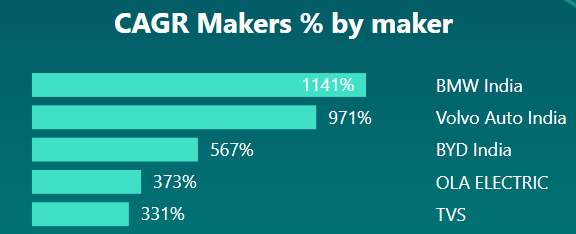 CAGR Makers % by maker
1141% BMW India
971% Volvo Auto India
567% BYD India
373% OLA ELECTRIC
331% TVS